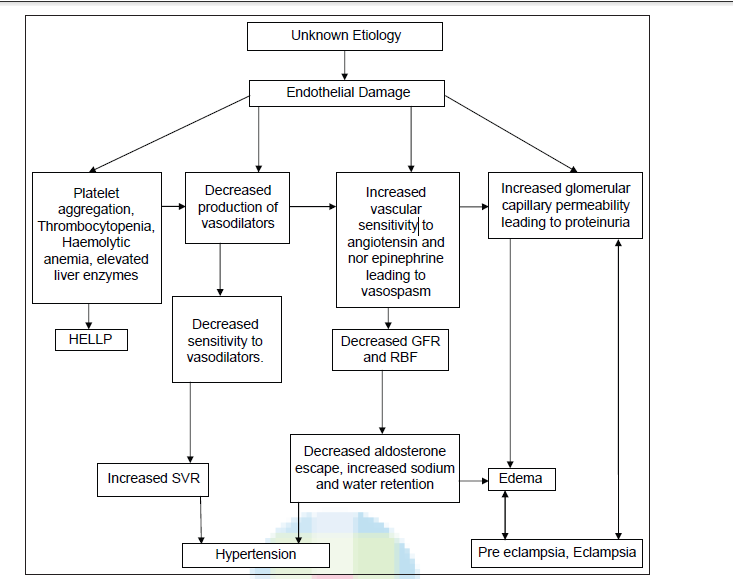 Unknown Etiology
Endothelial Damage
Platelet
aggregation,
Thrombocytopenia,
Haemolytic
anemia, elevated
liver enzymes
Decreased
production of
vasodilators
Increased
vascular
sensitivity to
angiotensin and
nor epinephrine
leading to
vasospasm
Increased glomerular
capillary permeability
leading to proteinuria
HELLP
Decreased
sensitivity to
vasodilators.
Decreased GFR
and RBF
Decreased aldosterone
escape, increased sodium
and water retention
Increased SVR
Edema
Hypertension
Pre eclampsia, Eclampsia